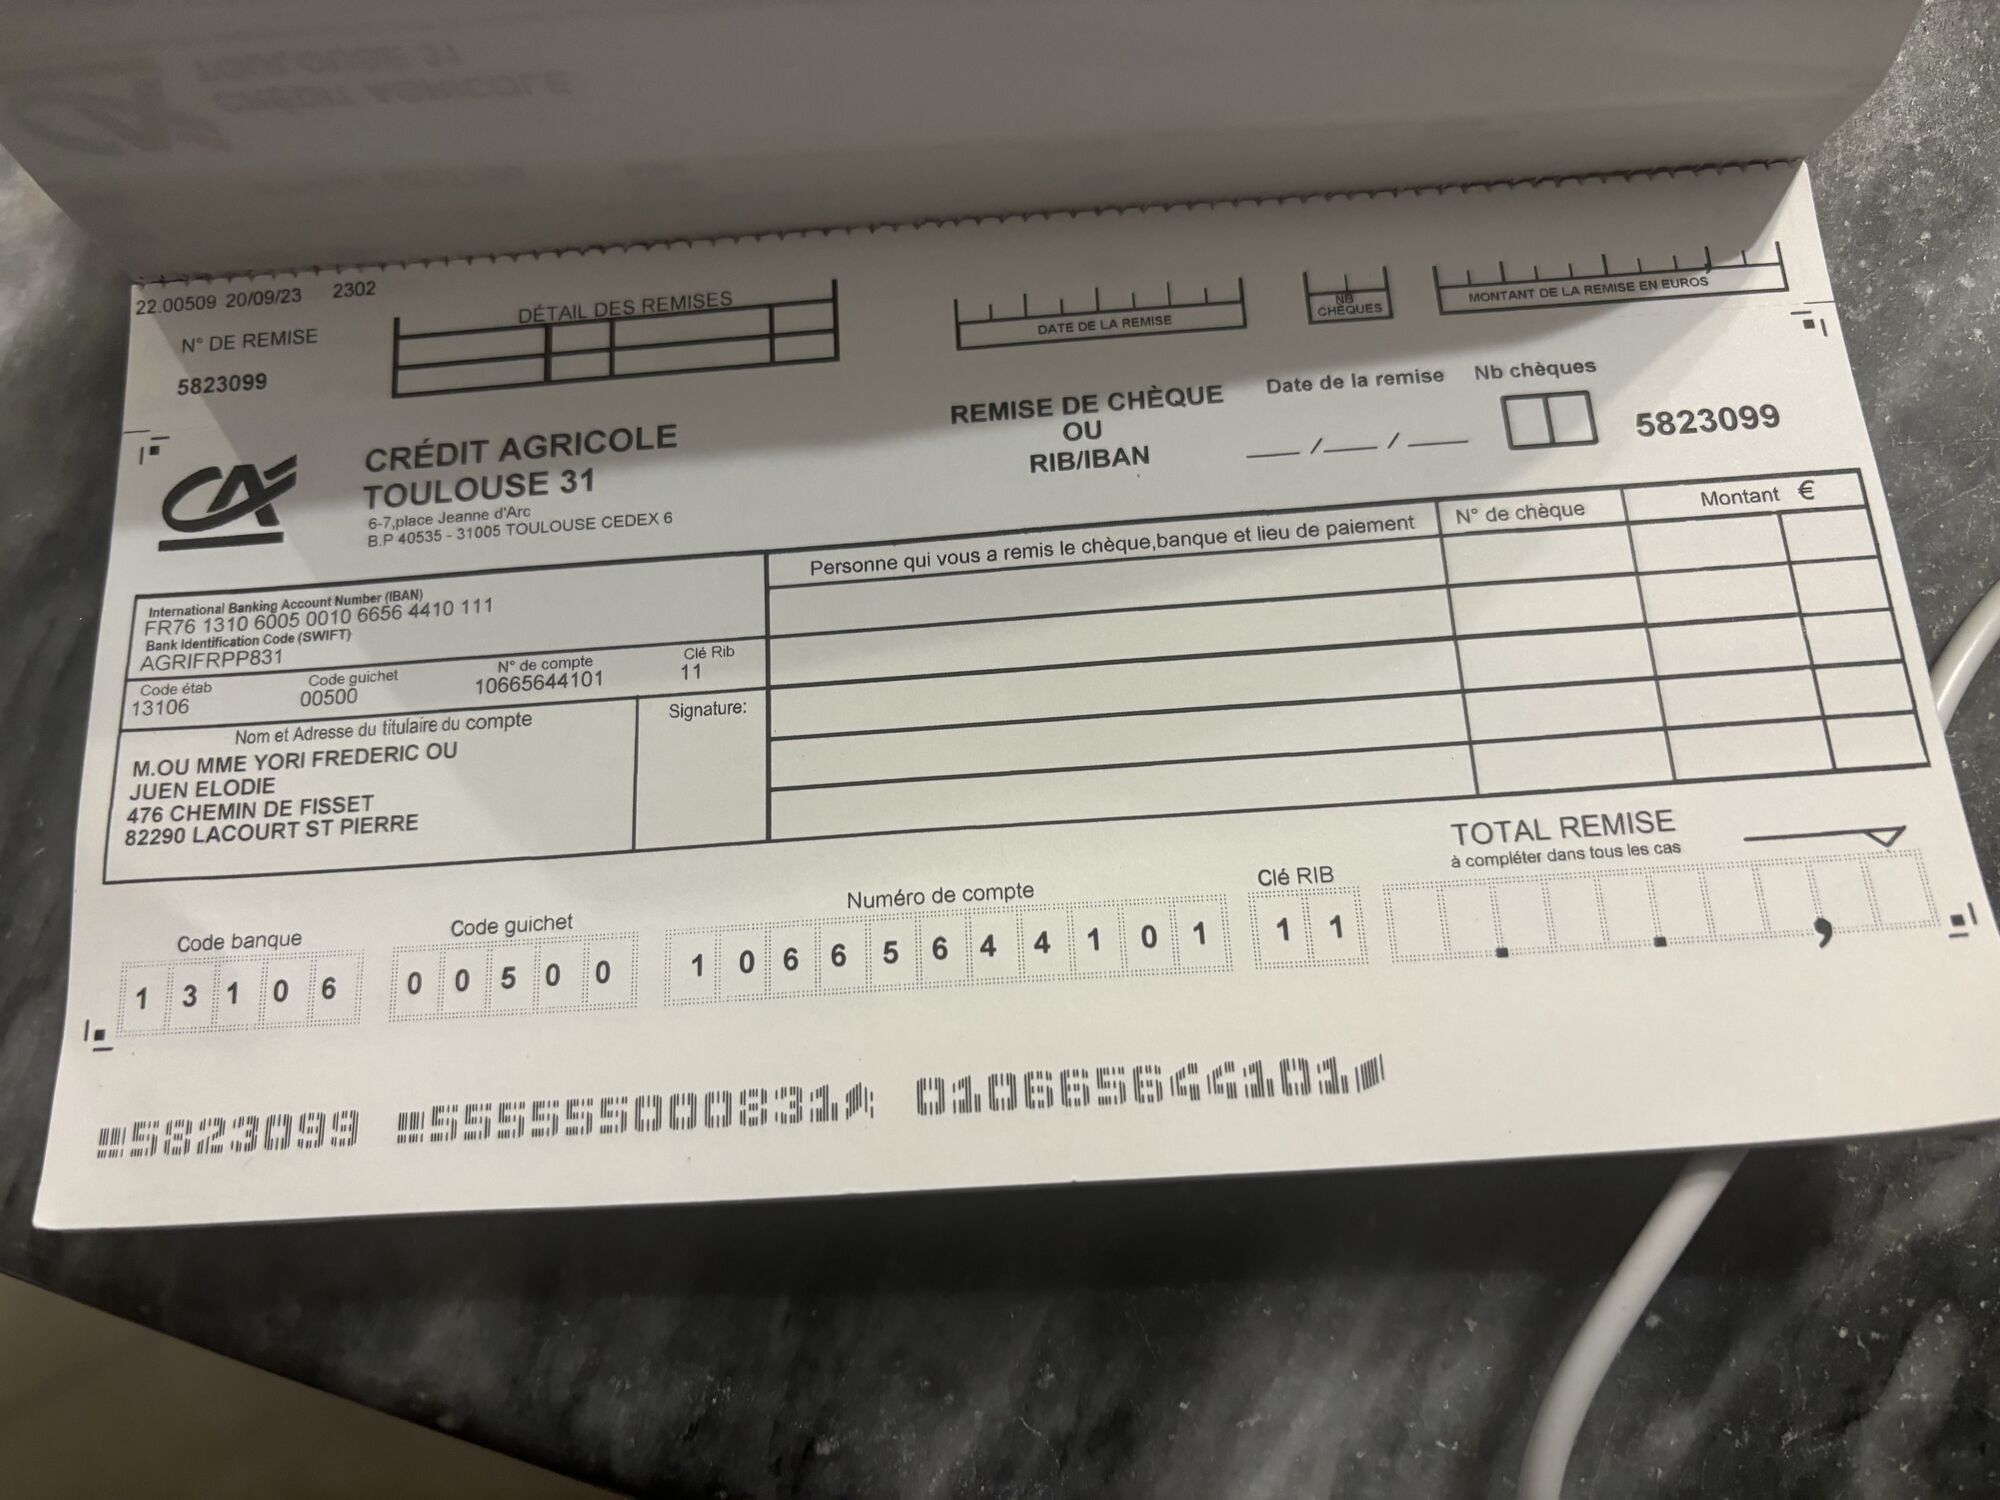 22.00509 20/09/23 2302
N° DE REMISE
5823099
DÉTAIL DES REMISES
DATE DE LA REMISE
NB
CHÈQUES
MONTANT DE LA REMISE EN EUROS
CRÉDIT AGRICOLE
TOULOUSE 31
6-7,place Jeanne d'Arc
B.P 40535 - 31005 TOULOUSE CEDEX 6
REMISE DE CHÈQUE
OU
RIB/IBAN
Date de la remise
__ /__ / __
Nb chèques
5823099
International Banking Account Number (IBAN)
FR76 1310 6005 0010 6656 4410 111
Bank Identification Code (SWIFT)
AGRIFRPP831
Code étab Code guichet N° de compte Clé Rib
13106 00500 10665644101 11
Nom et Adresse du titulaire du compte
M.OU MME YORI FREDERIC OU
JUEN ELODIE
476 CHEMIN DE FISSET
82290 LACOURT ST PIERRE
Signature:
Personne qui vous a remis le chèque,banque et lieu de paiement N° de chèque Montant €
TOTAL REMISE
à compléter dans tous les cas
Code banque Code guichet Numéro de compte Clé RIB
1 3 1 0 6 0 0 5 0 0 1 0 6 6 5 6 4 4 1 0 1 1 1
5823099 555555000831 010665644101